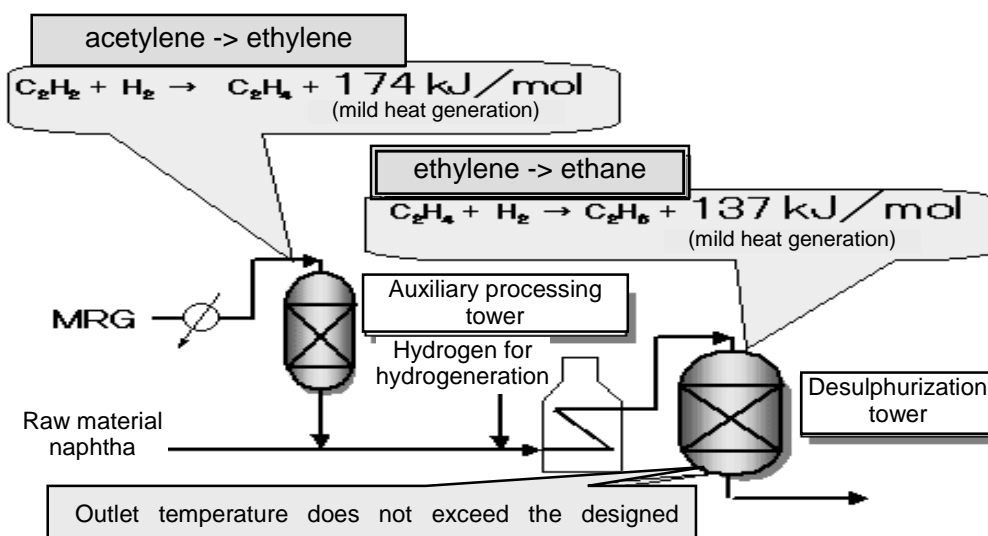 acetylene -> ethylene
C₂H₂ + H₂ → C₂H₄ + 174 kJ／mol
(mild heat generation)
ethylene -> ethane
C₂H₄ + H₂ → C₂H₆ + 137 kJ／mol
(mild heat generation)
MRG
Auxiliary processing
tower
Hydrogen for
hydrogeneration
Desulphurization
tower
Raw material
naphtha
Outlet temperature does not exceed the designed